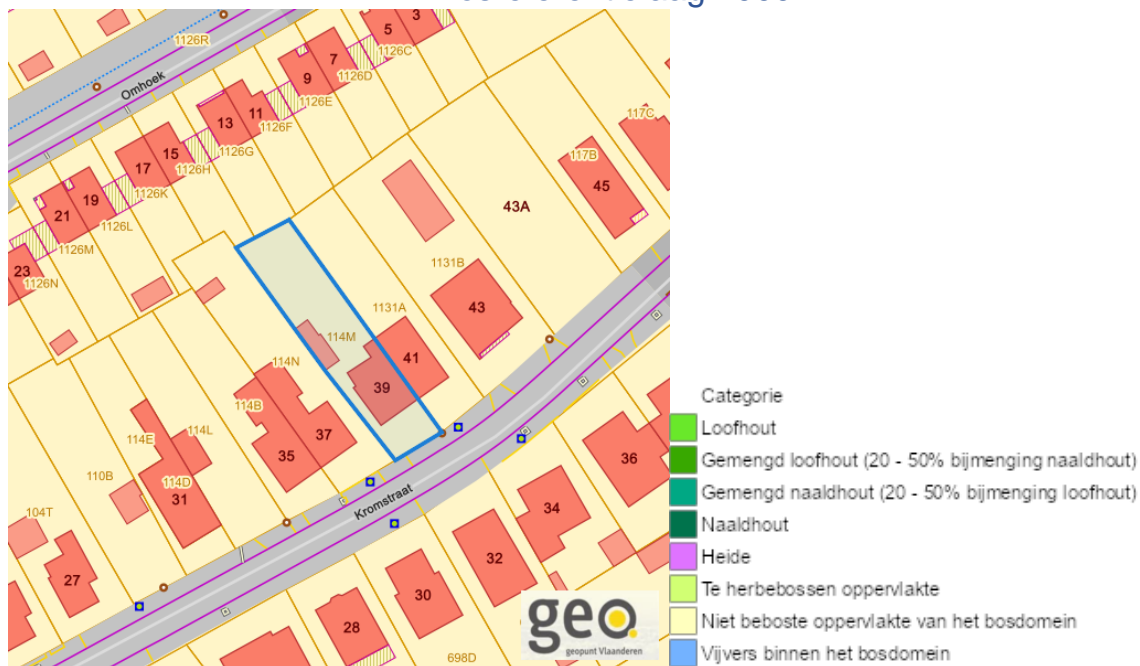 1126R
Omhoek
5
3
1126C
7
9
1126D
1126E
11
13
1126F
1126G
15
17
1126H
1126K
19
21
1126L
1126M
23
1126N
117C
117B
45
43A
1131B
43
1131A
41
114M
39
114N
114B
37
35
114E
114L
114D
31
110B
104T
27
Kromstraat
36
34
32
30
28
698D
geo.
geopunt Vlaanderen
Categorie
Loofhout
Gemengd loofhout (20 - 50% bijmenging naaldhout)
Gemengd naaldhout (20 - 50% bijmenging loofhout)
Naaldhout
Heide
Te herbebossen oppervlakte
Niet beboste oppervlakte van het bosdomein
Vijvers binnen het bosdomein